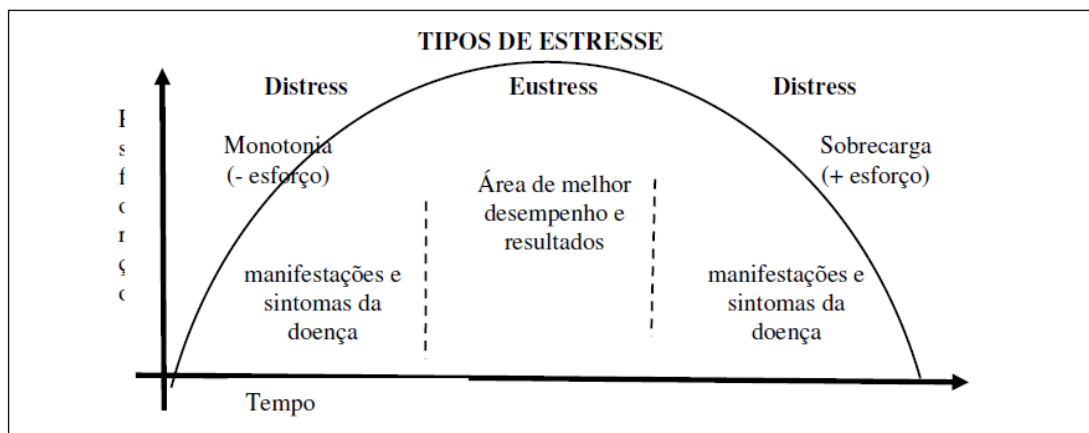 TIPOS DE ESTRESSE
Distress
Eustress
Distress
Esforço
Monotonia
(- esforço)
Área de melhor
desempenho e
resultados
Sobrecarga
(+ esforço)
manifestações e
sintomas da
doença
manifestações e
sintomas da
doença
Tempo